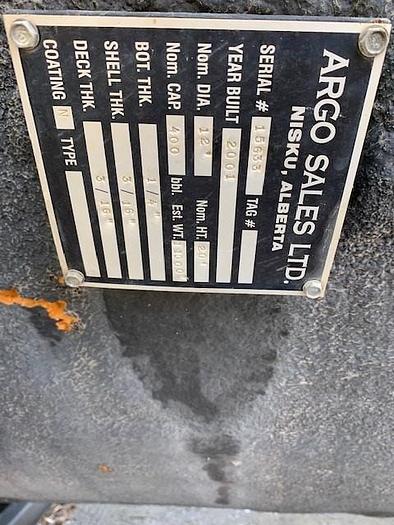 ARGO SALES LTD.
NISKU, ALBERTA
SERIAL # 15633 TAG #
YEAR BUILT 2001
Nom. DIA. 12' Nom. HT. 20'
Nom. CAP. 400 bbl. Est. WT.
BOT. THK. 1/4"
SHELL THK. 3/16"
DECK THK. 3/16"
COATING N TYPE